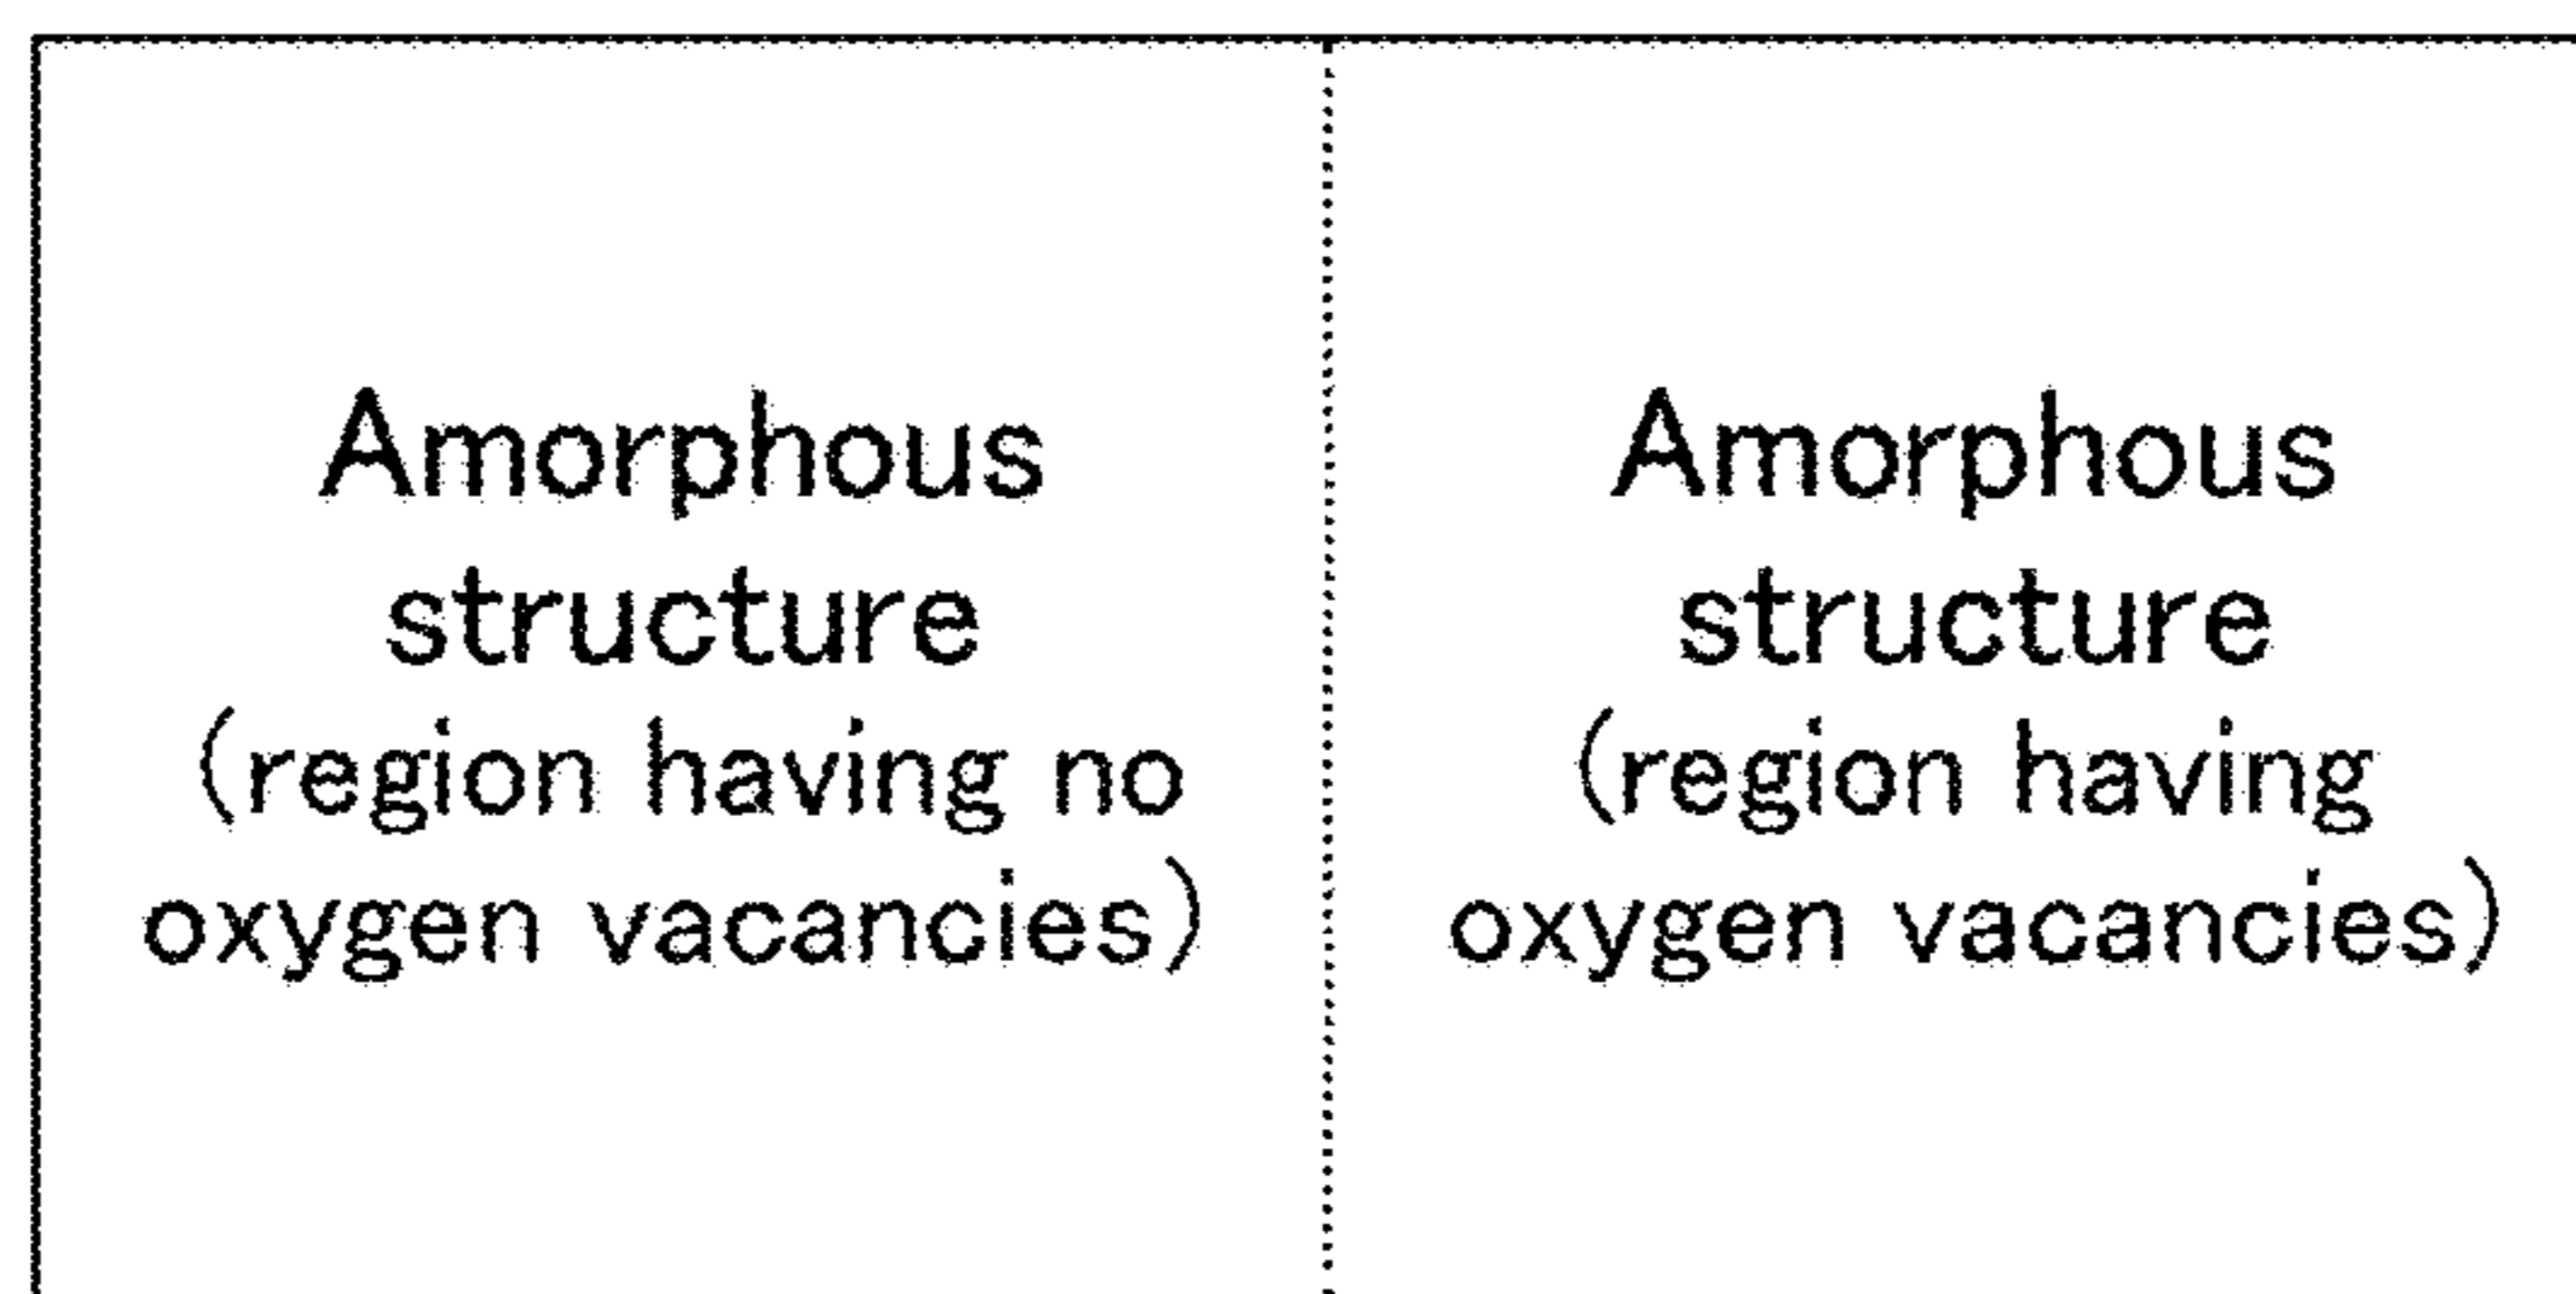 Amorphous
structure
(region having no
oxygen vacancies)
Amorphous
structure
(region having
oxygen vacancies)